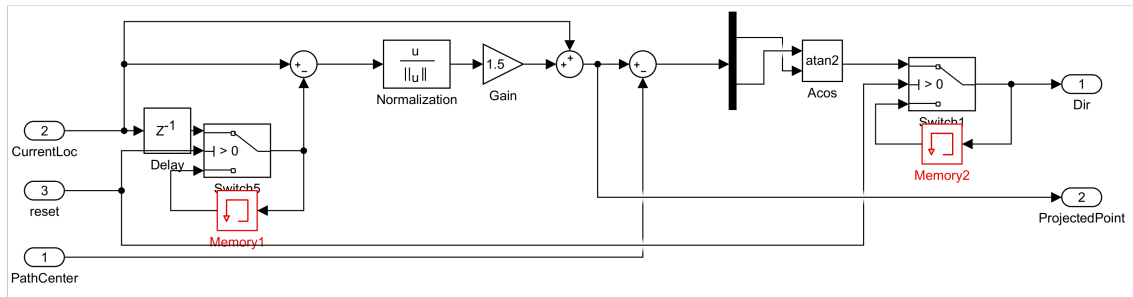 2
CurrentLoc
3
reset
1
PathCenter
Z-1
Delay
> 0
Switch5
Memory1
+
−
u
||u||
Normalization
1.5
Gain
+
+
+
−
atan2
Acos
> 0
Switch1
Memory2
1
Dir
2
ProjectedPoint